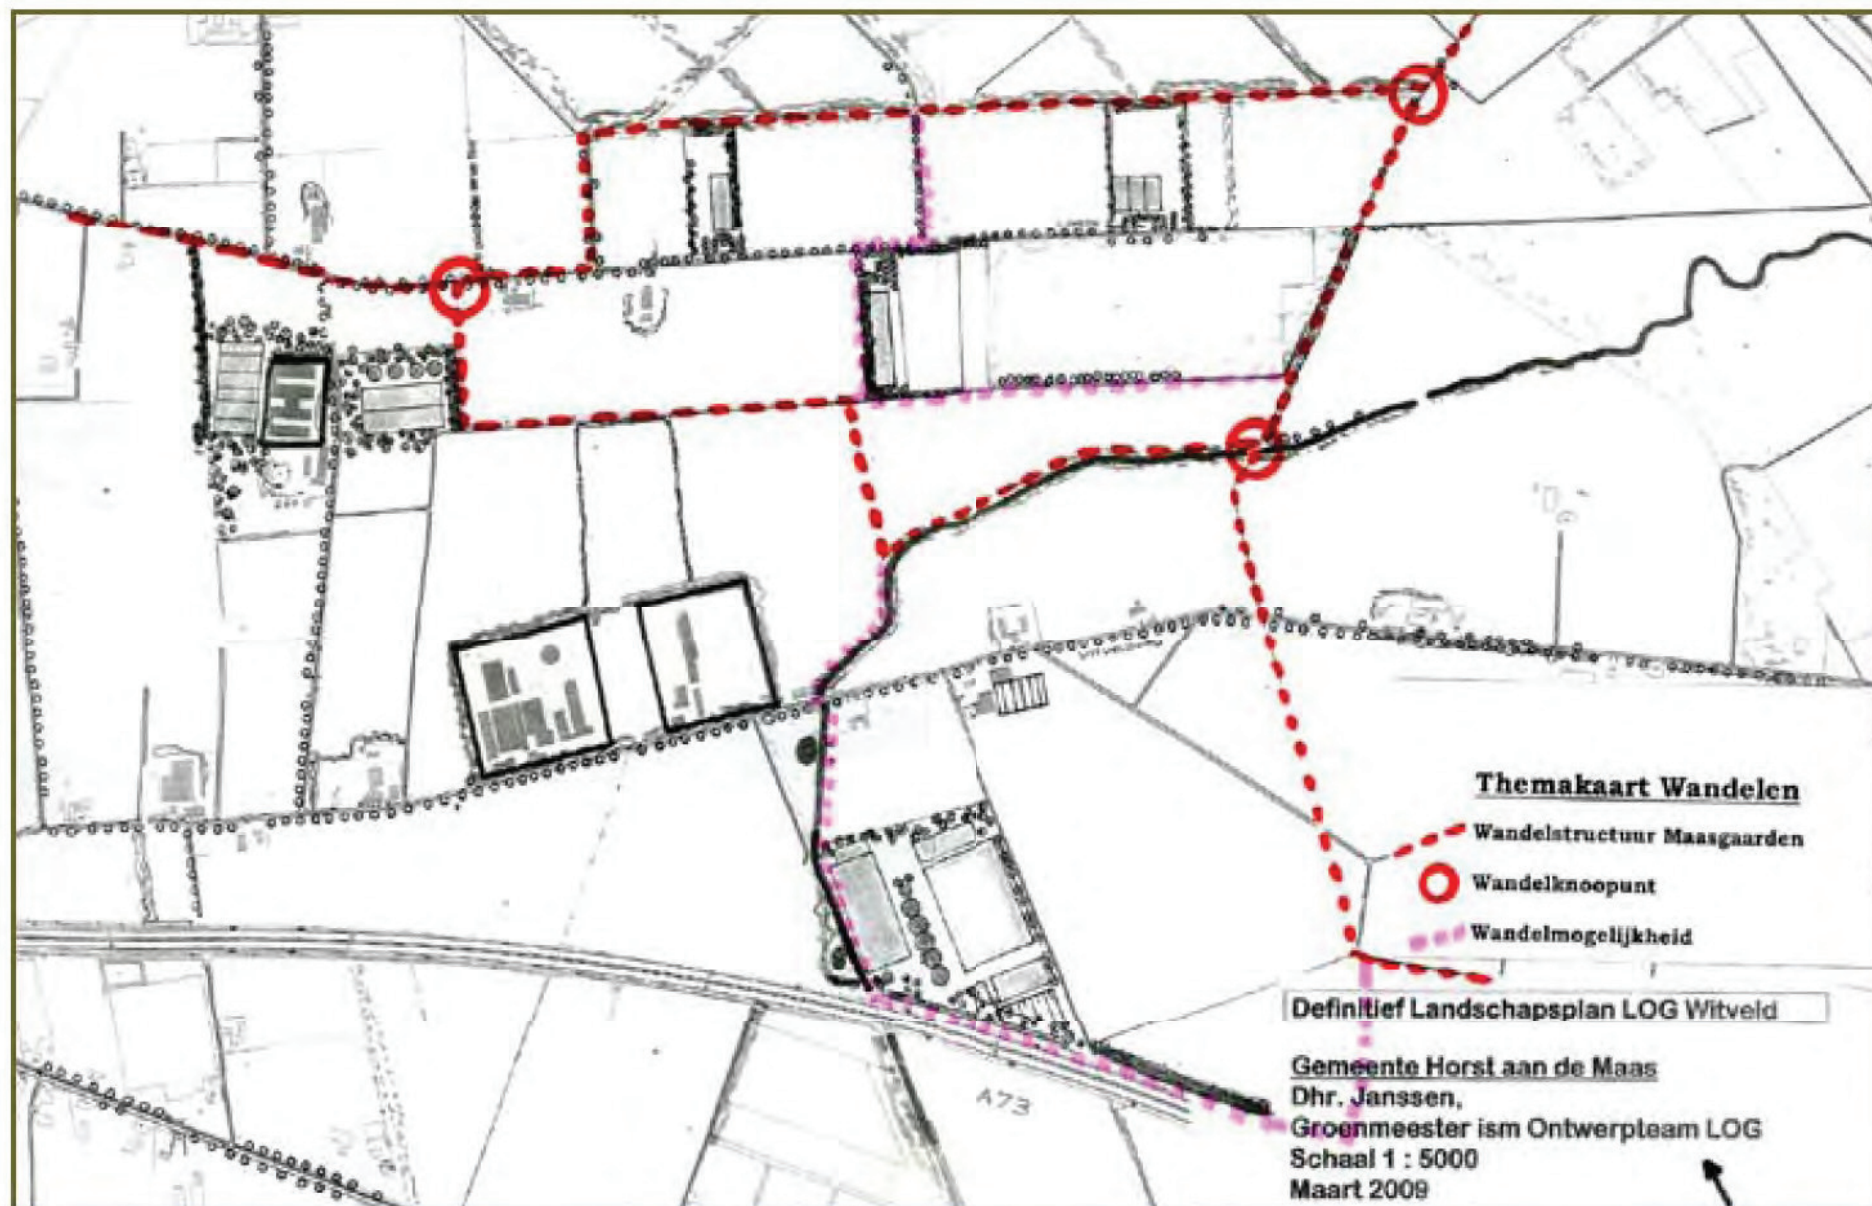 Themakaart Wandelen
Wandelstructuur Maasgaarden
Wandelknoopunt
Wandelmogelijkheid
Definitief Landschapsplan LOG Witveld
Gemeente Horst aan de Maas
Dhr. Janssen,
Groenmeester ism Ontwerpteam LOG
Schaal 1 : 5000
Maart 2009
A73